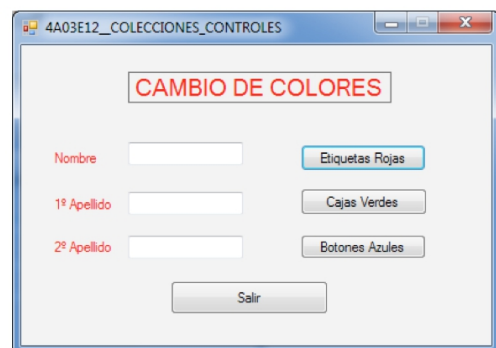 4A03E12__COLECCIONES_CONTROLES
CAMBIO DE COLORES
Nombre
Etiquetas Rojas
1º Apellido
Cajas Verdes
2º Apellido
Botones Azules
Salir